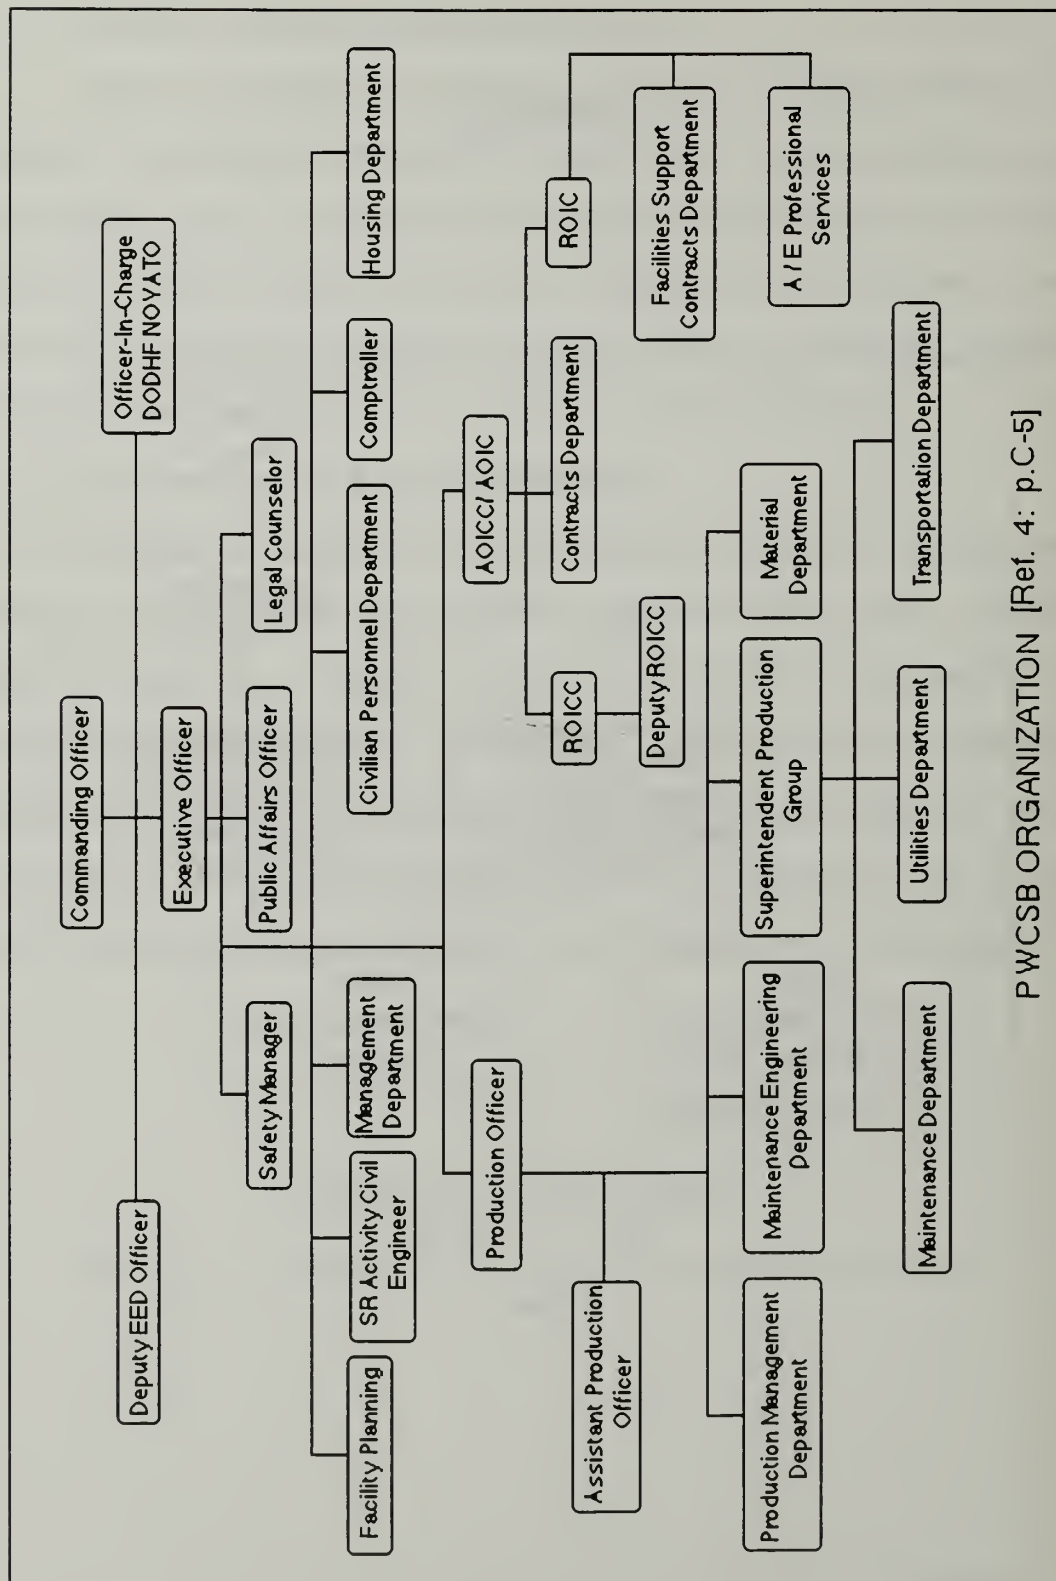 Commanding Officer
Deputy EED Officer
Officer-In-Charge
DODHF NOVATO
Executive Officer
Safety Manager
Public Affairs Officer
Legal Counselor
Facility Planning
SR Activity Civil
Engineer
Management
Department
Civilian Personnel Department
Comptroller
Housing Department
Production Officer
AOICC/ AOIC
Assistant Production
Officer
ROICC
Contracts Department
ROIC
Deputy ROICC
Facilities Support
Contracts Department
A/E Professional
Services
Production Management
Department
Maintenance Engineering
Department
Superintendent Production
Group
Material
Department
Maintenance Department
Utilities Department
Transportation Department
PWCSB ORGANIZATION [Ref. 4: p.C-5]